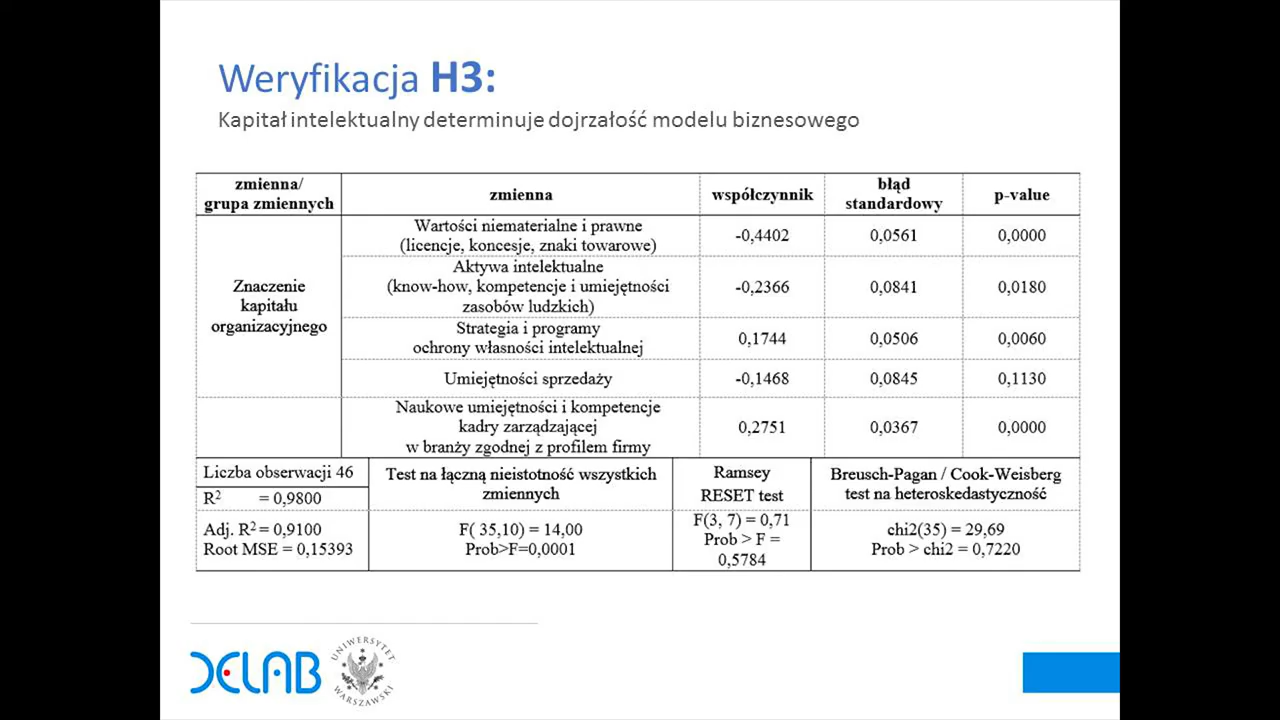 Weryfikacja H3:
Kapitał intelektualny determinuje dojrzałość modelu biznesowego
zmienna/
grupa zmiennych
zmienna
współczynnik
błąd
standardowy
p-value
Znaczenie
kapitału
organizacyjnego
Wartości niematerialne i prawne
(licencje, koncesje, znaki towarowe)
-0,4402
0,0561
0,0000
Aktywa intelektualne
(know-how, kompetencje i umiejętności
zasobów ludzkich)
-0,2366
0,0841
0,0180
Strategia i programy
ochrony własności intelektualnej
0,1744
0,0506
0,0060
Umiejętności sprzedaży
-0,1468
0,0845
0,1130
Naukowe umiejętności i kompetencje
kadry zarządzającej
w branży zgodnej z profilem firmy
0,2751
0,0367
0,0000
Liczba obserwacji 46
R² = 0,9800
Adj. R² = 0,9100
Root MSE = 0,15393
Test na łączną nieistotność wszystkich
zmiennych
F( 35,10) = 14,00
Prob>F=0,0001
Ramsey
RESET test
F(3, 7) = 0,71
Prob > F =
0,5784
Breusch-Pagan / Cook-Weisberg
test na heteroskedastyczność
chi2(35) = 29,69
Prob > chi2 = 0,7220
DELAB
UNIWERSYTET
WARSZAWSKI